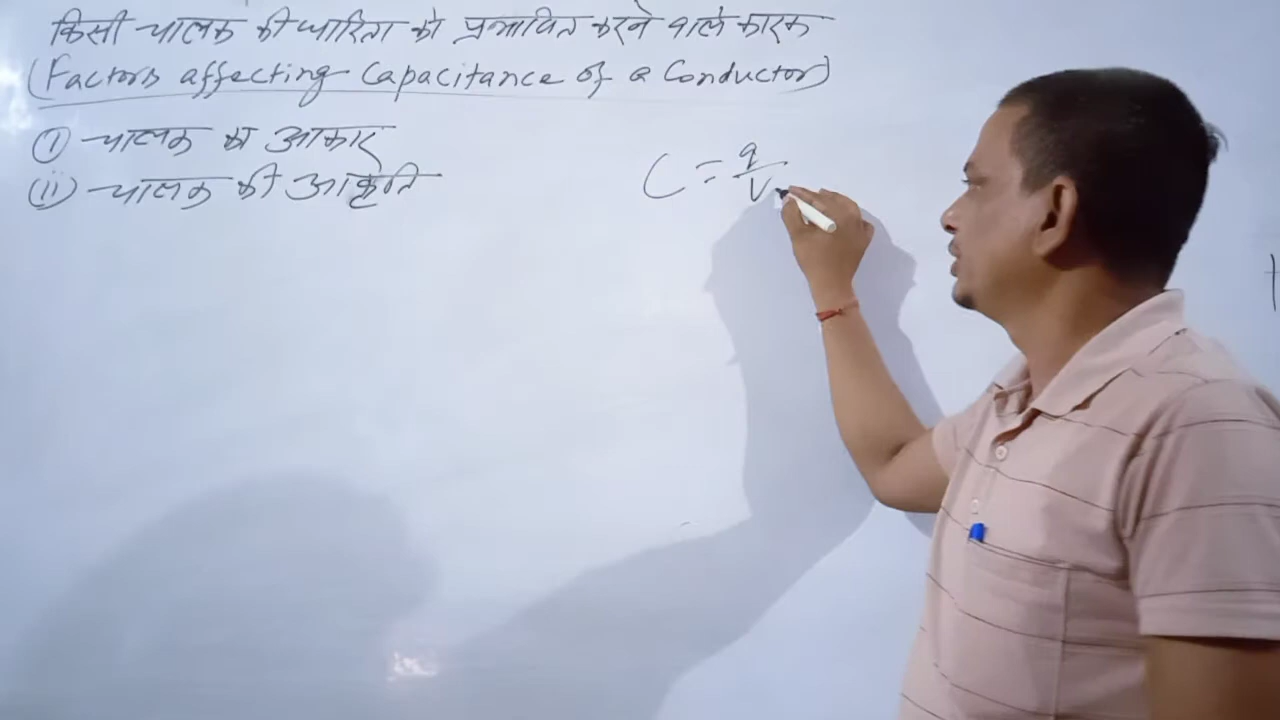 किसी चालक की धारिता को प्रभावित करने वाले कारक
(Factors affecting Capacitance of a Conductor)
(i) चालक का आकार
(ii) चालक की आकृति
C = q/V